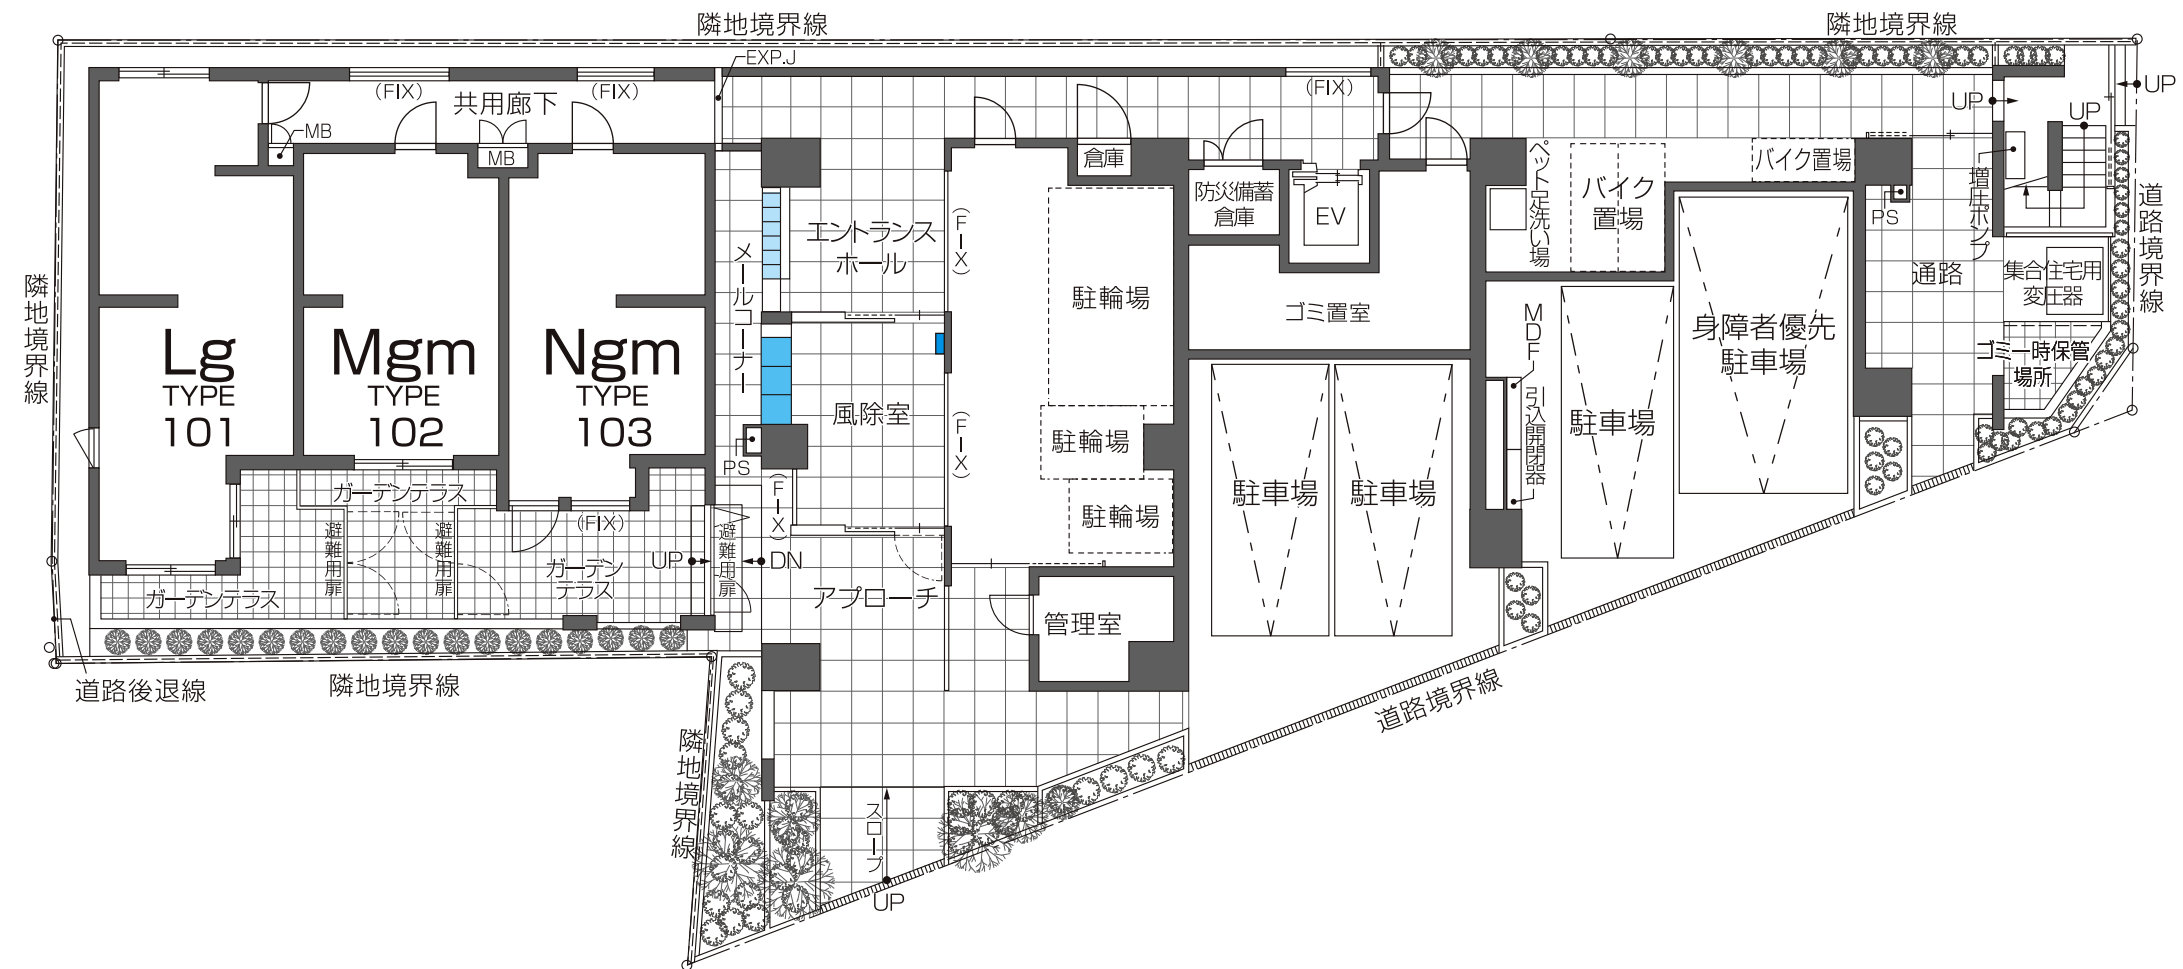 隣地境界線
隣地境界線
EXP.J
(FIX)
共用廊下
(FIX)
(FIX)
UP
UP
UP
MB
MB
倉庫
ペット足洗い場
バイク置場
バイク
置場
防災備蓄
倉庫
EV
PS
増圧ポンプ
道路境界線
エントランス
ホール
(FIX)
メールコーナー
駐輪場
ゴミ置室
通路
集合住宅用
変圧器
隣地境界線
Lg
TYPE
101
Mgm
TYPE
102
Ngm
TYPE
103
MDF
身障者優先
駐車場
ゴミ一時保管
場所
風除室
(FIX)
駐輪場
引込開閉器
駐車場
PS
ガーデンテラス
(FIX)
(FIX)
駐車場
駐車場
駐輪場
避難用扉
避難用扉
避難用扉
UP
DN
ガーデン
テラス
ガーデンテラス
アプローチ
管理室
道路後退線
隣地境界線
道路境界線
隣地境界線
スロープ
UP